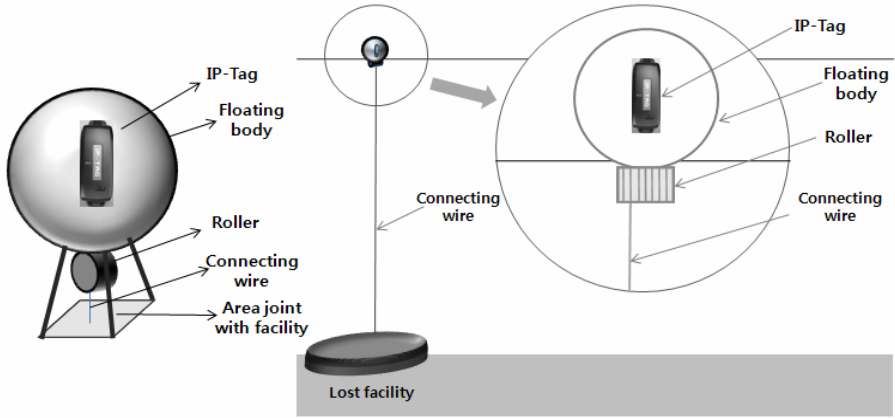 IP-Tag
Floating
body
Roller
Connecting
wire
Area joint
with facility
Connecting
wire
Lost facility
IP-Tag
Floating
body
Roller
Connecting
wire